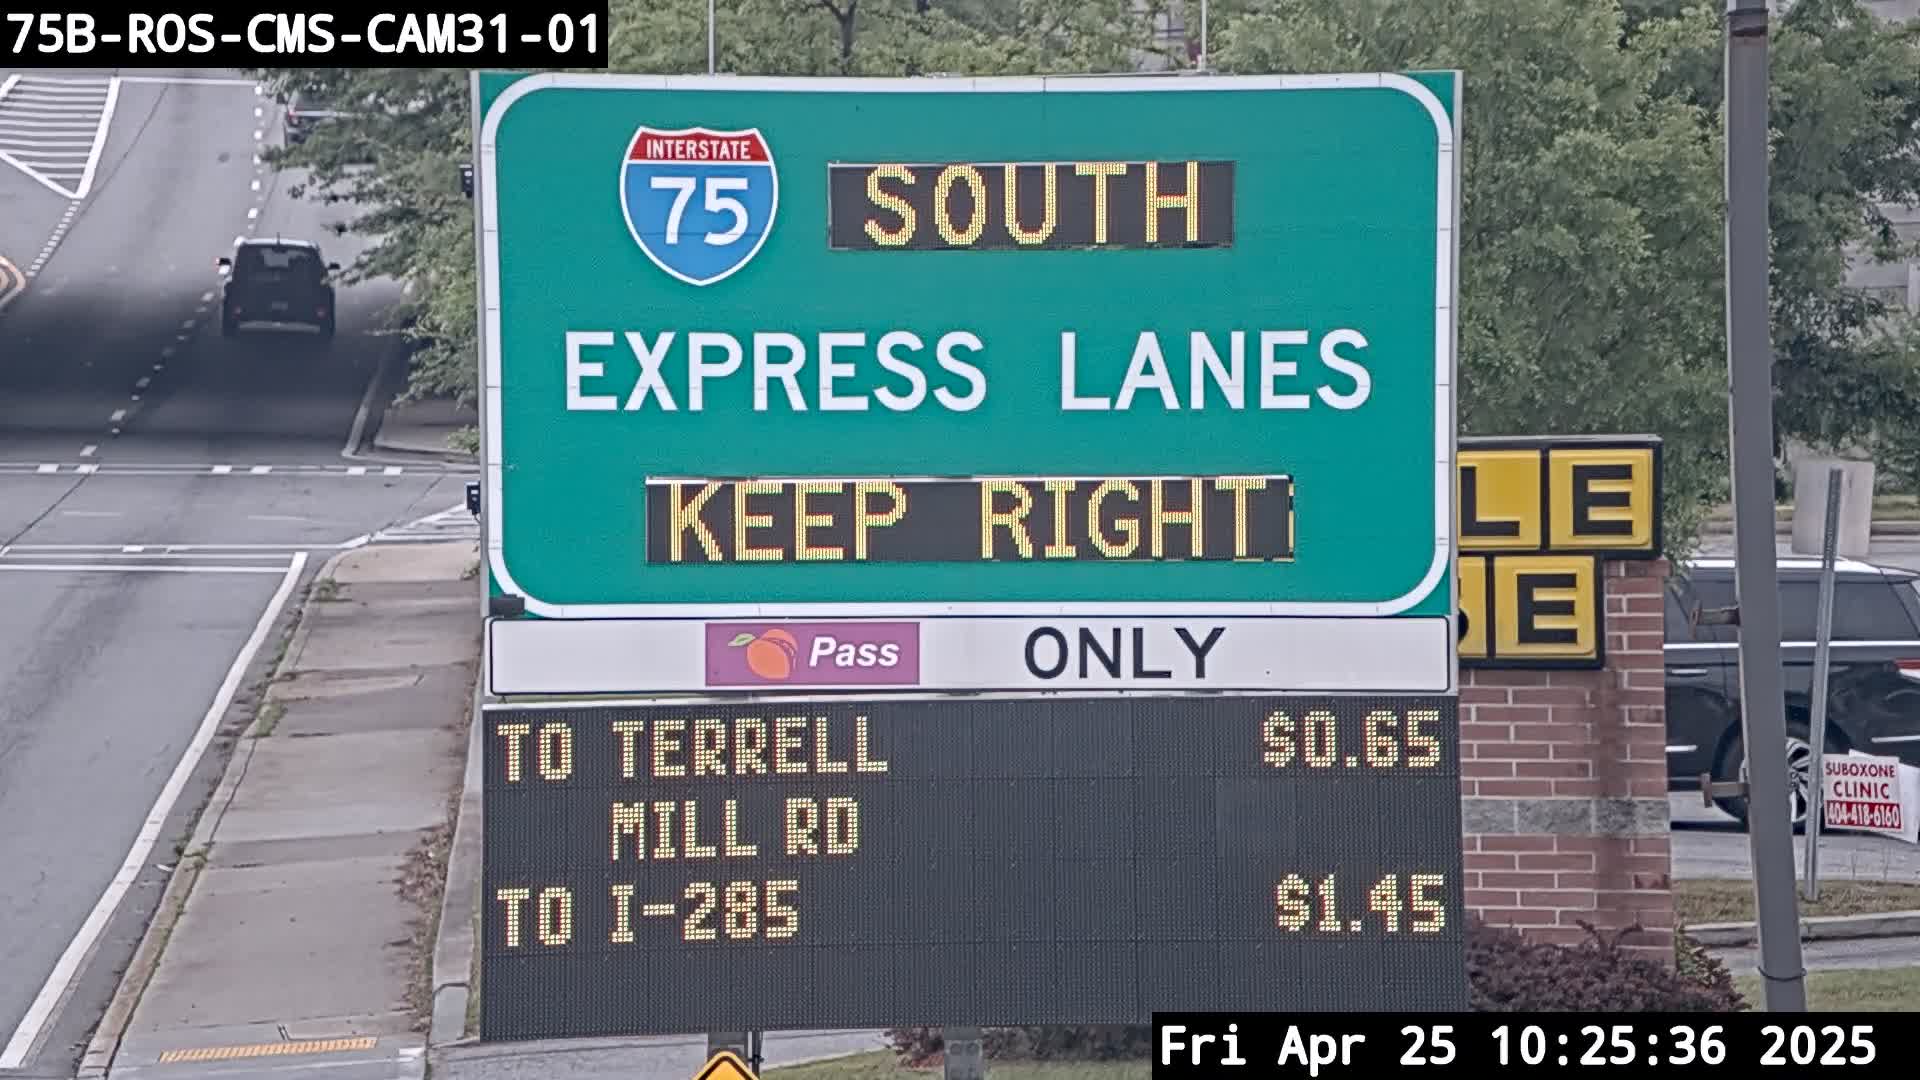 75B-ROS-CMS-CAM31-01
INTERSTATE
75
SOUTH
EXPRESS LANES
KEEP RIGHT
Pass ONLY
TO TERRELL $0.65
MILL RD
TO I-285 $1.45
LE
E
SUBOXONE
CLINIC
404-418-6160
Fri Apr 25 10:25:36 2025